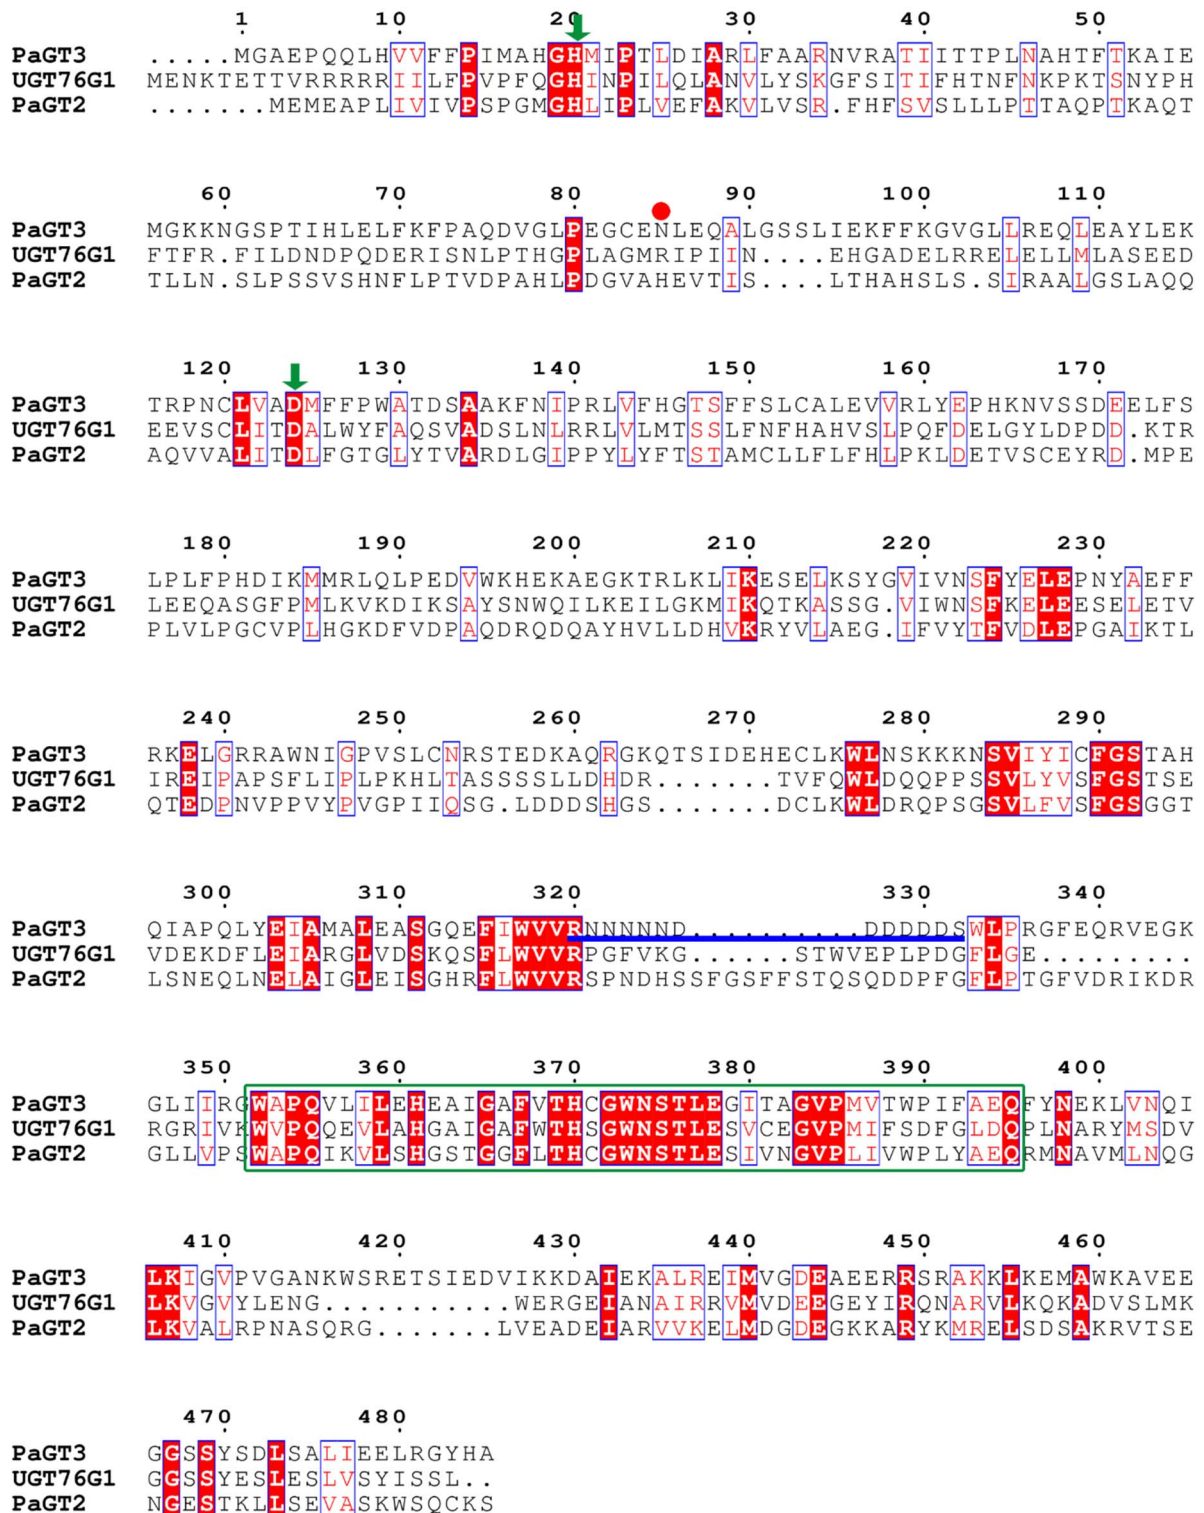 1 10 20 30 40 50
PaGT3 .....MGAEPQQLHVVFFPIMAHGHMIPTLDIARLFAARNVRATIITTPLNAHTFTKAIE
UGT76G1 MENKTETTVRRRRRIILFPVPFQGHINPILQLANVLYSKGFSITIFHTNFNKPKTSNYPH
PaGT2 .......MEMEAPLIVIVPSPGMGHLIPLVEFAKVLVSR.FHFSVSLLLPTTAQPTKAQT
60 70 80 90 100 110
PaGT3 MGKKNGSPTIHLELFKFPAQDVGLPEGCENLEQALGSSLIEKFFKGVGLLREQLEAYLEK
UGT76G1 FTFR.FILDNDPQDERISNLPTHGPLAGMRIPIIN....EHGADELRRELELLMLASEED
PaGT2 TLLN.SLPSSVSHNFLPTVDPAHLPDGVAHEVTIS....LTHAHSLS.SIRAALGSLAQQ
120 130 140 150 160 170
PaGT3 TRPNCLVADMFFPWATDSAAKFNIPRLVFHGTSFFSLCALEVVRLYEPHKNVSSDEELFS
UGT76G1 EEVSCLITDALWYFAQSVADSLNLRRLVLMTSSLFNFHAHVSLPQFDELGYLDPDD.KTR
PaGT2 AQVVALITDLFGTGLYTVARDLGIPPYLYFTSTAMCLLFLFHLPKLDETVSCEYRD.MPE
180 190 200 210 220 230
PaGT3 LPLFPHDIKMMRLQLPEDVWKHEKAEGKTRLKLIKESELKSYGVIVNSFYELEPNYAEFF
UGT76G1 LEEQASGFPMLKVKDIKSAYSNWQILKEILGKMIKQTKASSG.VIWNSFKELEESELETV
PaGT2 PLVLPGCVPLHGKDFVDPAQDRQDQAYHVLLDHVKRYVLAEG.IFVYTFVDLEPGAIKTL
240 250 260 270 280 290
PaGT3 RKELGRRAWNIGPVSLCNRSTEDKAQRGKQTSIDEHECLKWLNSKKKNSVIYICFGSTAH
UGT76G1 IREIPAPSFLIPLPKHLTASSSSLLDHDR.......TVFQWLDQQPPSSVLYVSFGSTSE
PaGT2 QTEDPNVPPVYPVGPIIQSG.LDDDSHGS.......DCLKWLDRQPSGSVLFVSFGSGGT
300 310 320 330 340
PaGT3 QIAPQLYEIAMALEASGQEFIWVVRNNNNND..........DDDDDSWLPRGFEQRVEGK
UGT76G1 VDEKDFLEIARGLVDSKQSFLWVVRPGFVKG......STWVEPLPDGFLGE.........
PaGT2 LSNEQLNELAIGLEISGHRFLWVVRSPNDHSSFGSFFSTQSQDDPFGFLPTGFVDRIKDR
350 360 370 380 390 400
PaGT3 GLIIRGWAPQVLILEHEAIGAFVTHCGWNSTLEGITAGVPMVTWPIFAEQFYNEKLVNQI
UGT76G1 RGRIVKWVPQQEVLAHGAIGAFWTHSGWNSTLESVCEGVPMIFSDFGLDQPLNARYMSDV
PaGT2 GLLVPSWAPQIKVLSHGSTGGFLTHCGWNSTLESIVNGVPLIVWPLYAEQRMNAVMLNQG
410 420 430 440 450 460
PaGT3 LKIGVPVGANKWSRETSIEDVIKKDAIEKALREIMVGDEAEERRSRAKKLKEMAWKAVEE
UGT76G1 LKVGVYLENG...........WERGEIANAIRRVMVDEEGEYIRQNARVLKQKADVSLMK
PaGT2 LKVALRPNASQRG........LVEADEIARVVKELMDGDEGKKARYKMRELSDSAKRVTSE
470 480
PaGT3 GGSSYSDLSALIEELRGYHA
UGT76G1 GGSSYESLESLVSYISSL..
PaGT2 NGESTKLLSEVASKWSQCKS